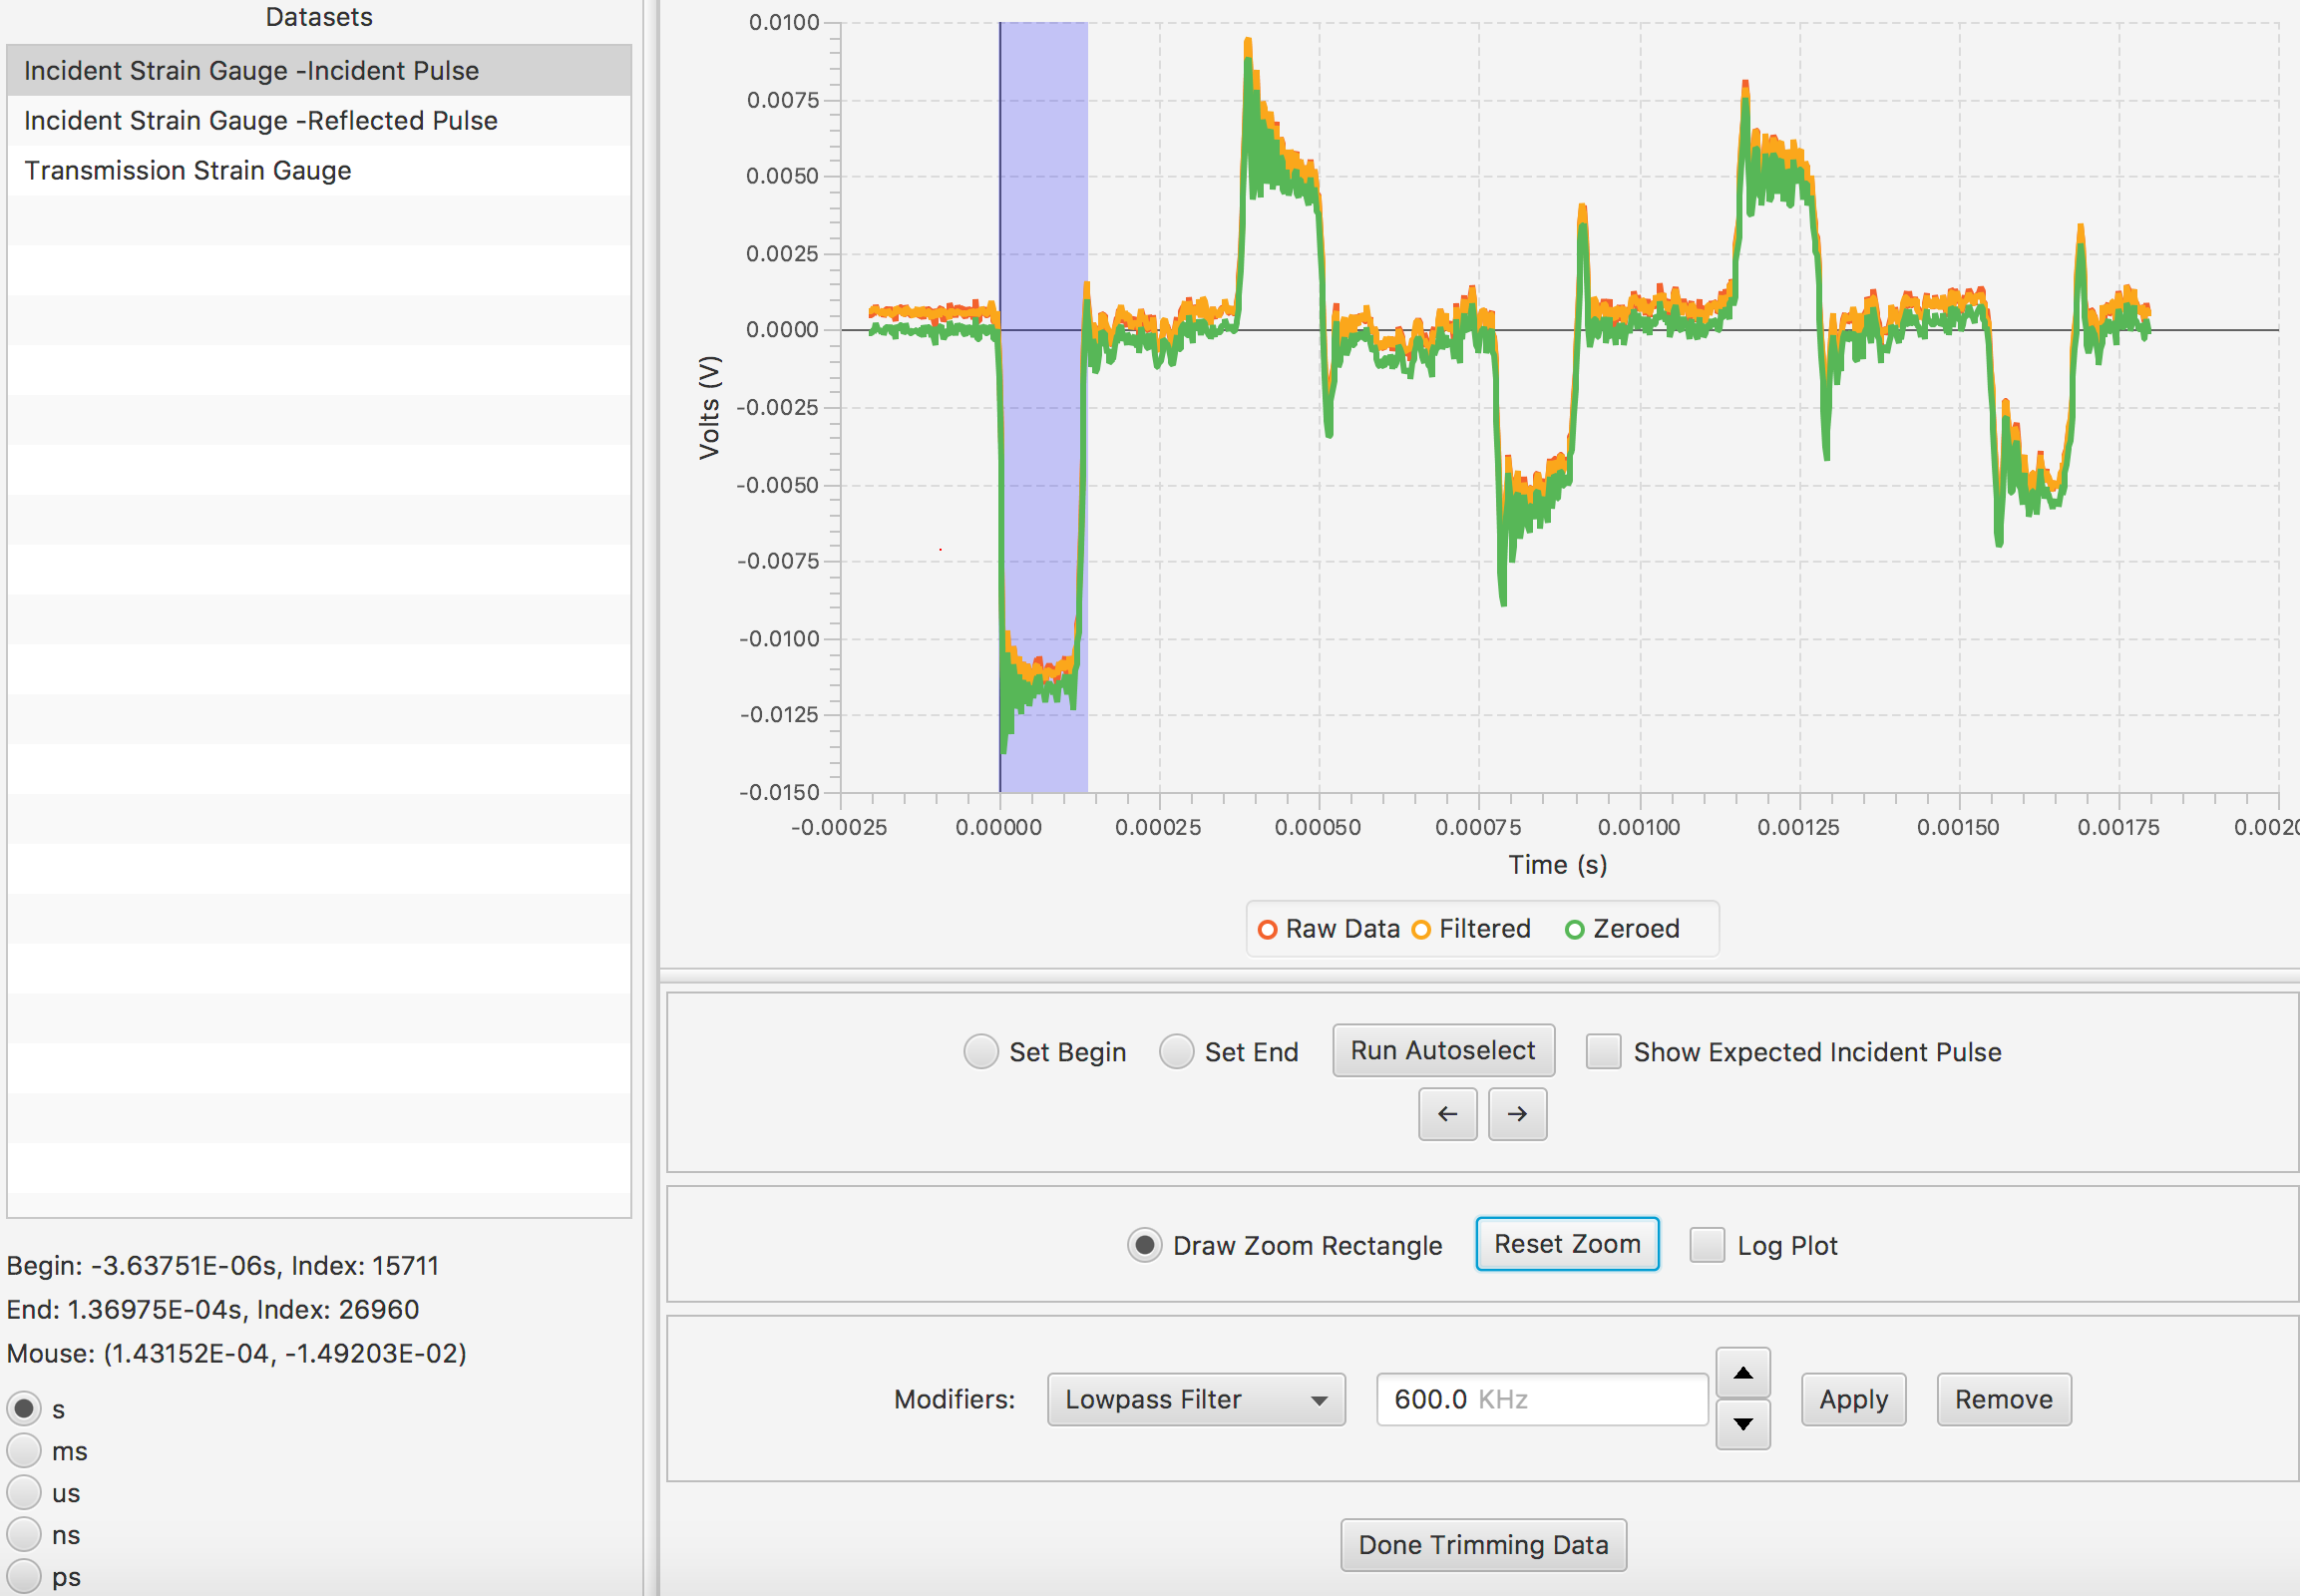 Datasets
Incident Strain Gauge -Incident Pulse
Incident Strain Gauge -Reflected Pulse
Transmission Strain Gauge
Begin: -3.63751E-06s, Index: 15711
End: 1.36975E-04s, Index: 26960
Mouse: (1.43152E-04, -1.49203E-02)
s
ms
us
ns
ps
0.0100
0.0075
0.0050
0.0025
0.0000
-0.0025
-0.0050
-0.0075
-0.0100
-0.0125
-0.0150
Volts (V)
-0.00025 0.00000 0.00025 0.00050 0.00075 0.00100 0.00125 0.00150 0.00175 0.0020
Time (s)
Raw Data Filtered Zeroed
Set Begin Set End Run Autoselect Show Expected Incident Pulse
← →
Draw Zoom Rectangle Reset Zoom Log Plot
Modifiers: Lowpass Filter 600.0 KHz Apply Remove
Done Trimming Data